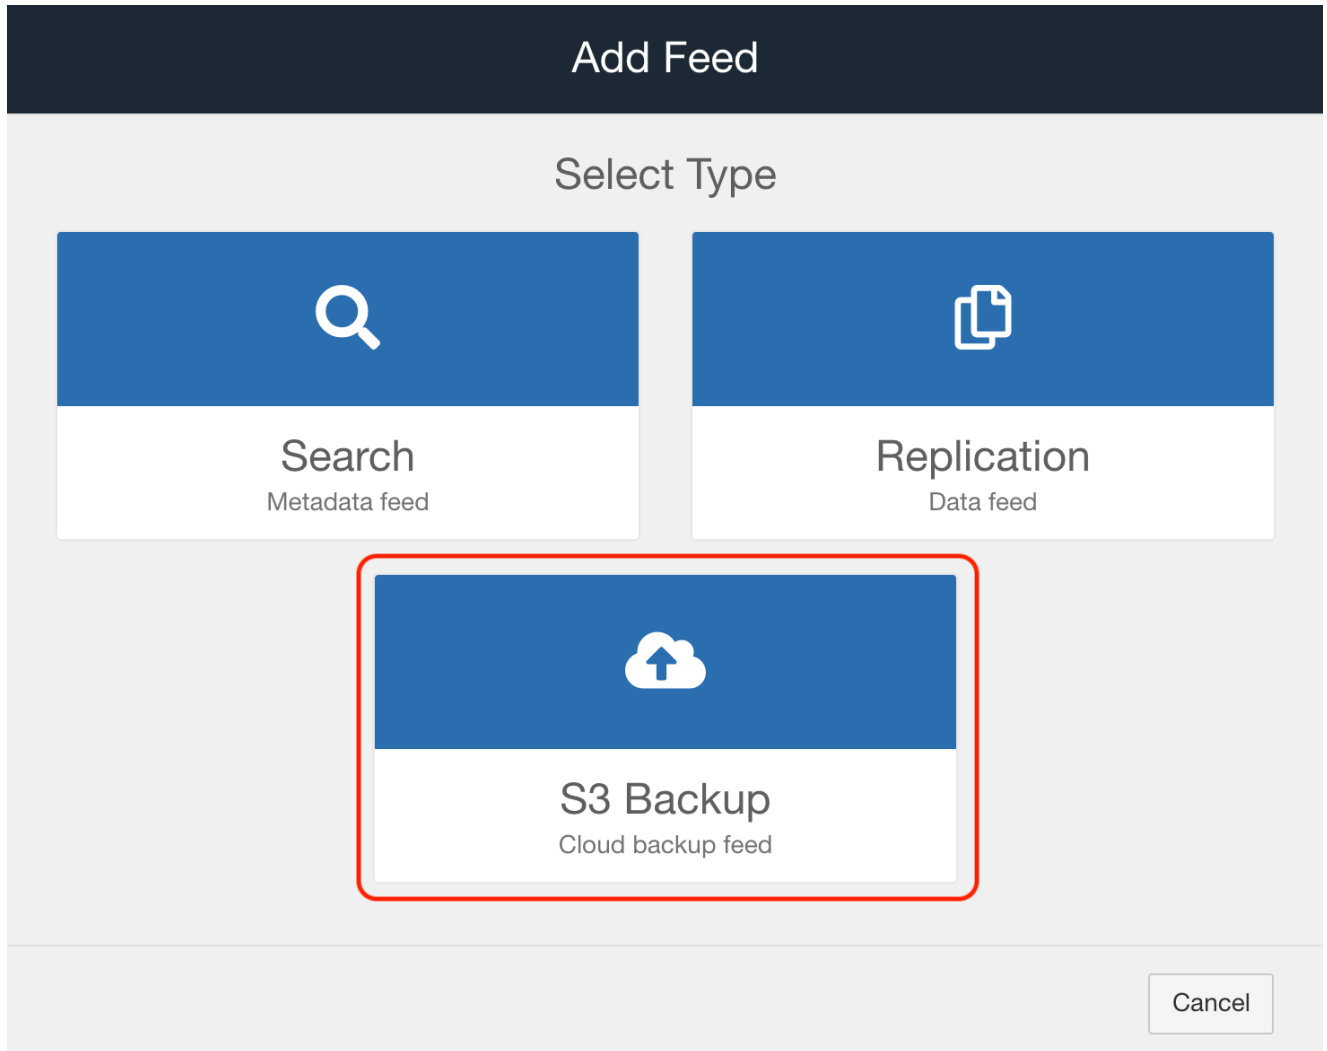 Add Feed
Select Type
Search
Metadata feed
Replication
Data feed
S3 Backup
Cloud backup feed
Cancel